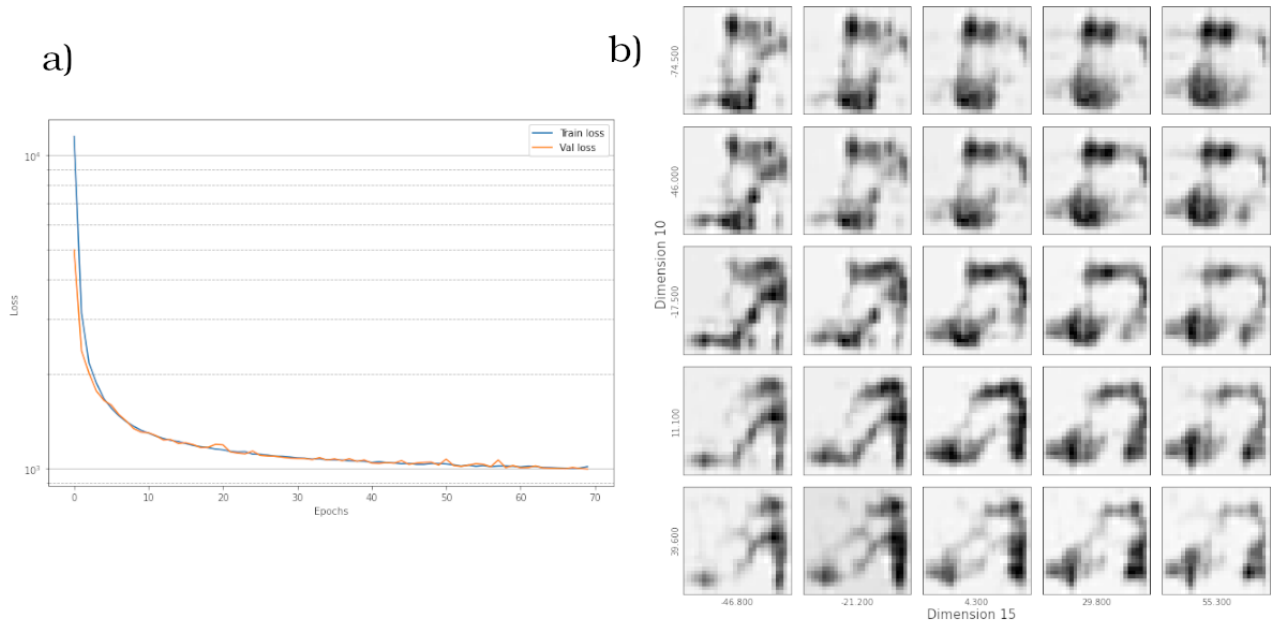 a)
Train loss
Val loss
10⁴
10³
Loss
0 10 20 30 40 50 60 70
Epochs
b)
Dimension 10
-74.500
-46.000
-17.500
11.100
39.600
-46.800 -21.200 4.300 29.800 55.300
Dimension 15